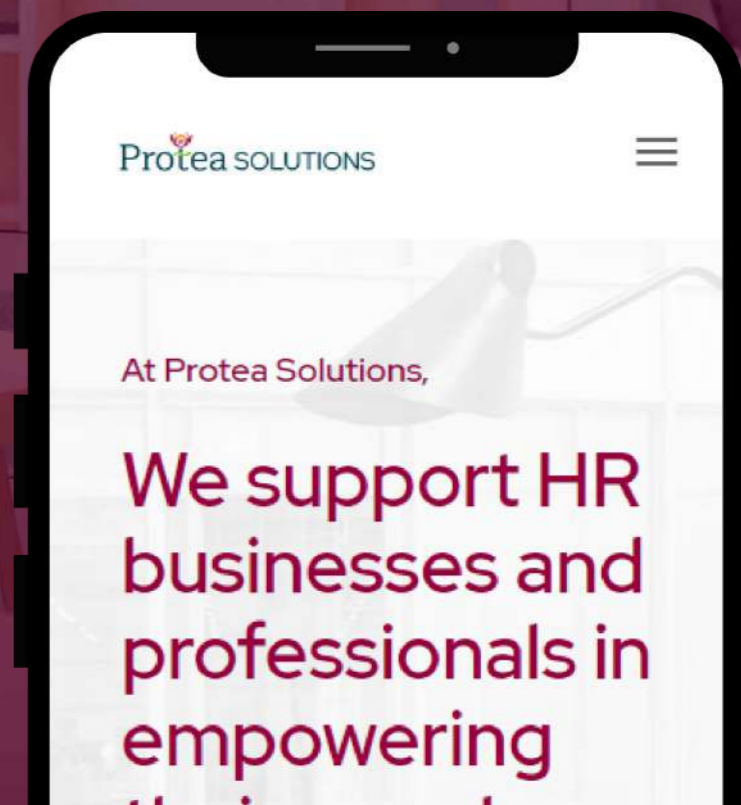 Protea SOLUTIONS
At Protea Solutions,
We support HR
businesses and
professionals in
empowering